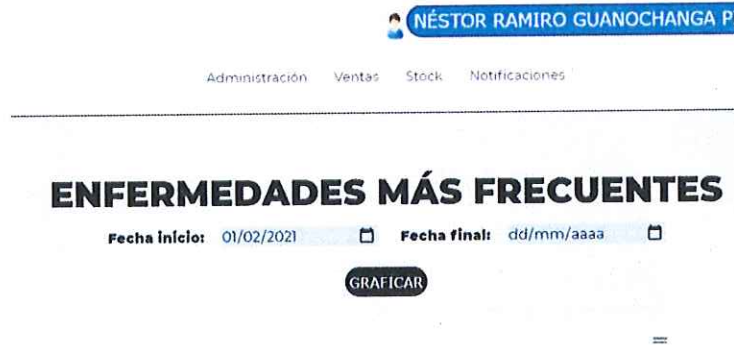 NÉSTOR RAMIRO GUANOCHANGA P
Administración Ventas Stock Notificaciones
ENFERMEDADES MÁS FRECUENTES
Fecha inicio: 01/02/2021 Fecha final: dd/mm/aaaa
GRAFICAR